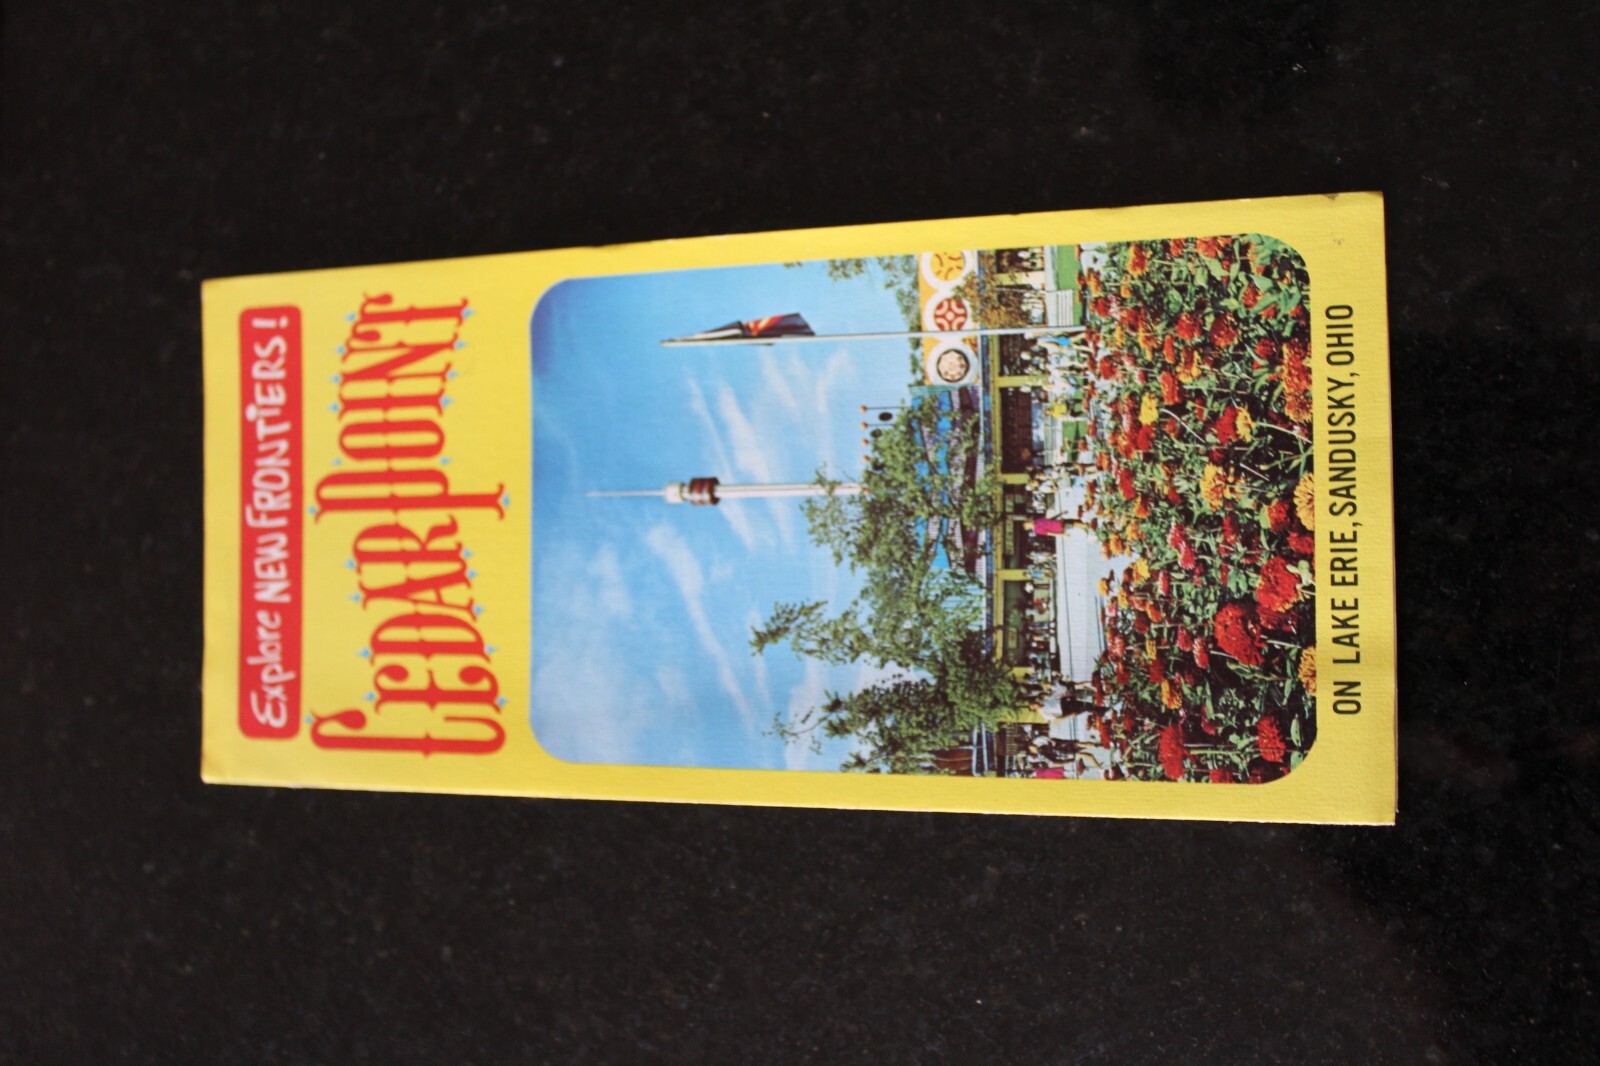 Explore NEW FRONTiERS!
CEDAR POINT
ON LAKE ERIE, SANDUSKY, OHIO